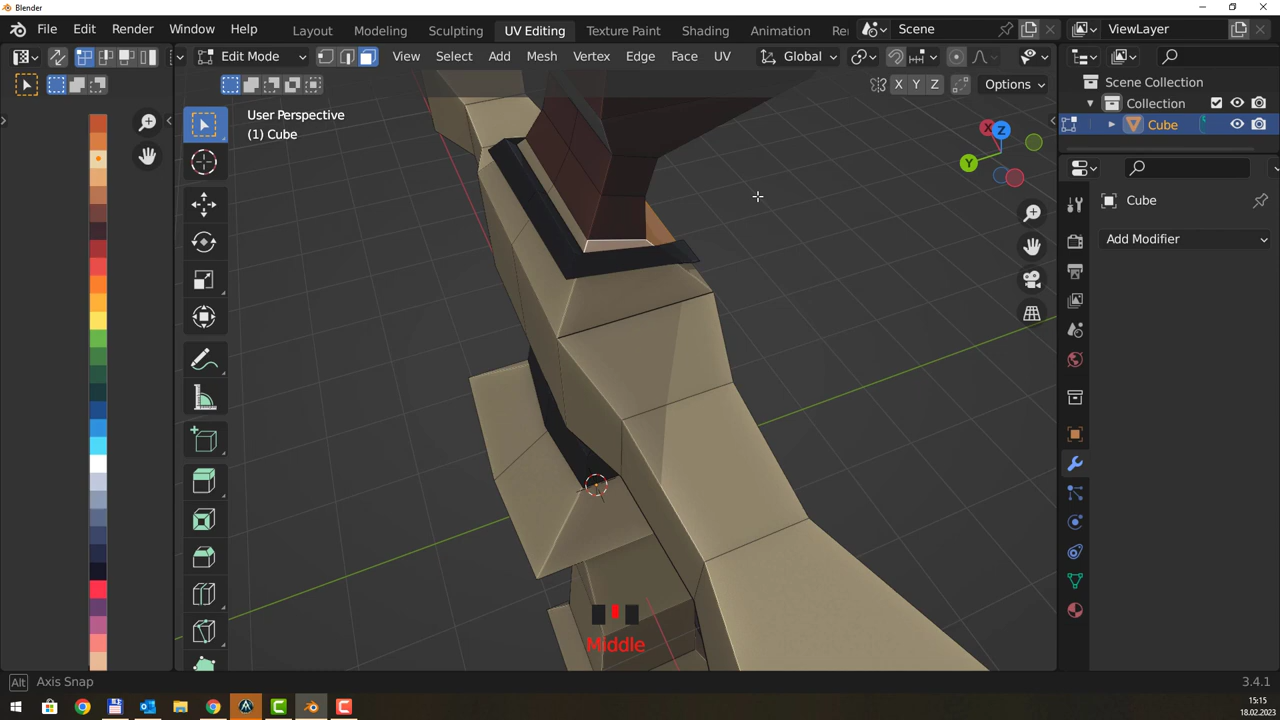 Blender
File Edit Render Window Help Layout Modeling Sculpting UV Editing Texture Paint Shading Animation Re Scene ViewLayer
Edit Mode View Select Add Mesh Vertex Edge Face UV Global
X Y Z Options
User Perspective
(1) Cube
Scene Collection
Collection
Cube
X Z Y
Cube
Add Modifier
Middle
Alt Axis Snap 3.4.1
15:15
18.02.2023